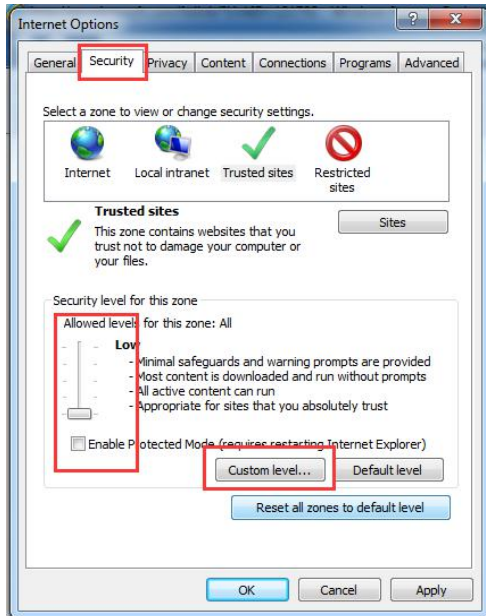 Internet Options
?
X
General Security Privacy Content Connections Programs Advanced
Select a zone to view or change security settings.
Internet Local intranet Trusted sites Restricted
sites
Trusted sites
This zone contains websites that you
trust not to damage your computer or
your files.
Sites
Security level for this zone
Allowed levels for this zone: All
Low
- Minimal safeguards and warning prompts are provided
- Most content is downloaded and run without prompts
- All active content can run
- Appropriate for sites that you absolutely trust
Enable Protected Mode (requires restarting Internet Explorer)
Custom level... Default level
Reset all zones to default level
OK Cancel Apply